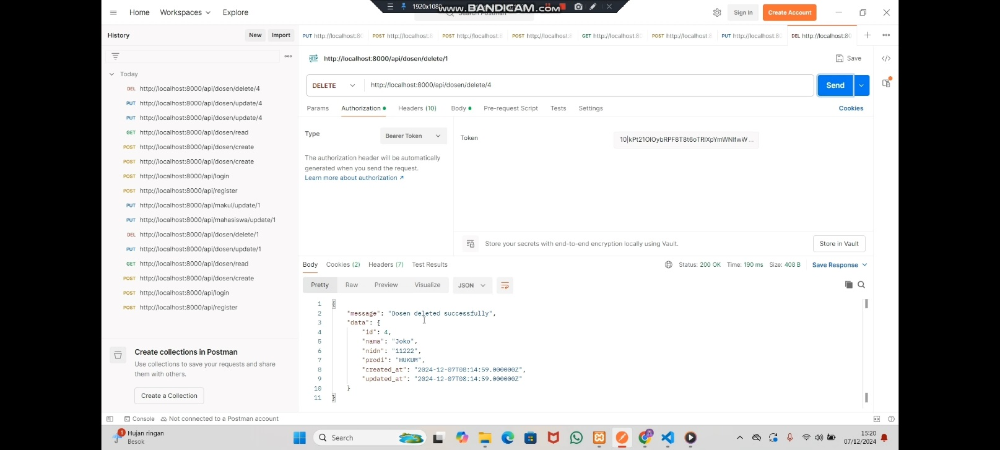 1920x1080
www.BANDICAM.com
Home
Workspaces
Explore
Search Postman
Sign In
Create Account
History
New
Import
PUT http://localhost:80
POST http://localhost:8
POST http://localhost:8
POST http://localhost:8
GET http://localhost:80
POST http://localhost:8
PUT http://localhost:80
DEL http://localhost:80
HTTP http://localhost:8000/api/dosen/delete/1
Save
DELETE
http://localhost:8000/api/dosen/delete/4
Send
Today
DEL http://localhost:8000/api/dosen/delete/4
PUT http://localhost:8000/api/dosen/update/4
PUT http://localhost:8000/api/dosen/update/4
GET http://localhost:8000/api/dosen/read
POST http://localhost:8000/api/dosen/create
POST http://localhost:8000/api/dosen/create
POST http://localhost:8000/api/login
POST http://localhost:8000/api/register
PUT http://localhost:8000/api/makul/update/1
PUT http://localhost:8000/api/mahasiswa/update/1
DEL http://localhost:8000/api/dosen/delete/1
PUT http://localhost:8000/api/dosen/update/1
GET http://localhost:8000/api/dosen/read
POST http://localhost:8000/api/dosen/create
POST http://localhost:8000/api/login
POST http://localhost:8000/api/register
Create collections in Postman
Use collections to save your requests and share
them with others.
Create a Collection
Params
Authorization
Headers (10)
Body
Pre-request Script
Tests
Settings
Cookies
Type
Bearer Token
The authorization header will be automatically
generated when you send the request.
Learn more about authorization ↗
Token
10|kPt21OlOybRPF8T8t6oTRlXpYmWNlfwW ...
Store your secrets with end-to-end encryption locally using Vault.
Store in Vault
Body
Cookies (2)
Headers (7)
Test Results
Status: 200 OK
Time: 190 ms
Size: 408 B
Save Response
Pretty
Raw
Preview
Visualize
JSON
1 {
2 "message": "Dosen deleted successfully",
3 "data": {
4 "id": 4,
5 "nama": "Joko",
6 "nidn": "11222",
7 "prodi": "HUKUM",
8 "created_at": "2024-12-07T08:14:59.000000Z",
9 "updated_at": "2024-12-07T08:14:59.000000Z"
10 }
11 }
Console
Not connected to a Postman account
1
Hujan ringan
Besok
Search
15:20
07/12/2024